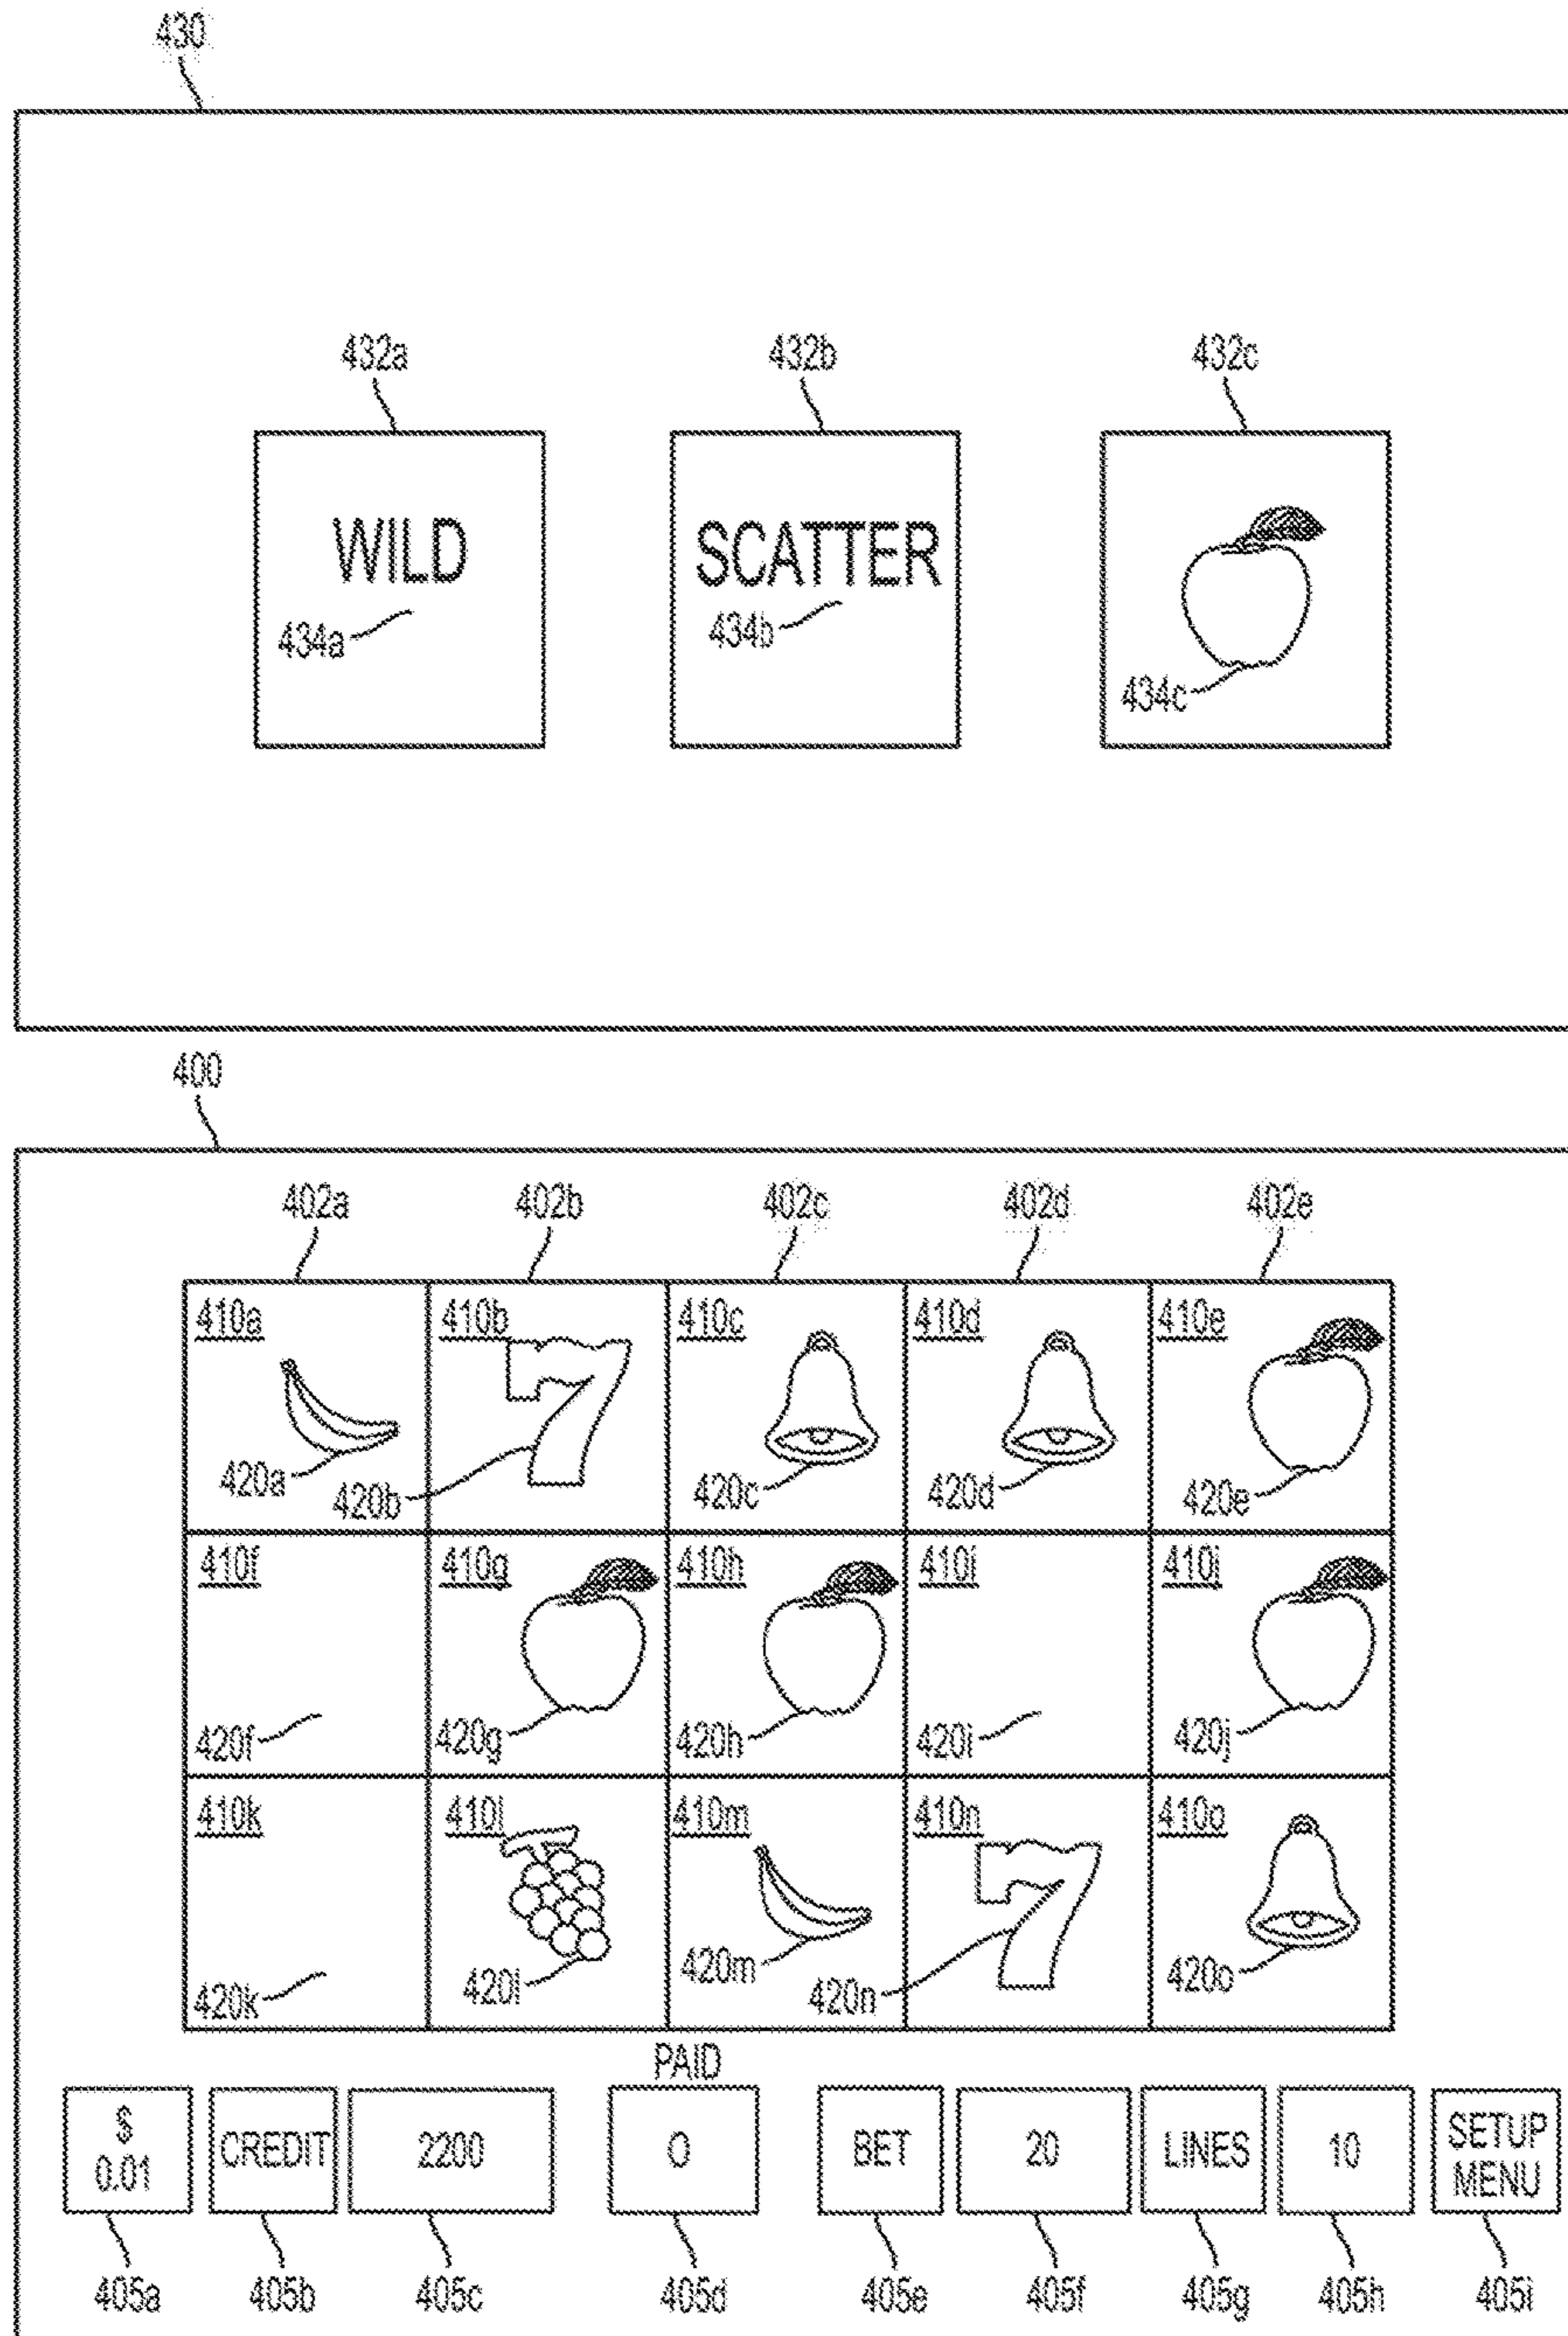 430
432a 432b 432c
WILD SCATTER
434a 434b 434c
400
402a 402b 402c 402d 402e
410a 410b 410c 410d 410e
420a 420b 420c 420d 420e
410f 410g 410h 410i 410j
420f 420g 420h 420i 420j
410k 410l 410m 410n 410o
420k 420l 420m 420n 420o
PAID
$ 0.01 CREDIT 2200 0 BET 20 LINES 10 SETUP MENU
405a 405b 405c 405d 405e 405f 405g 405h 405i